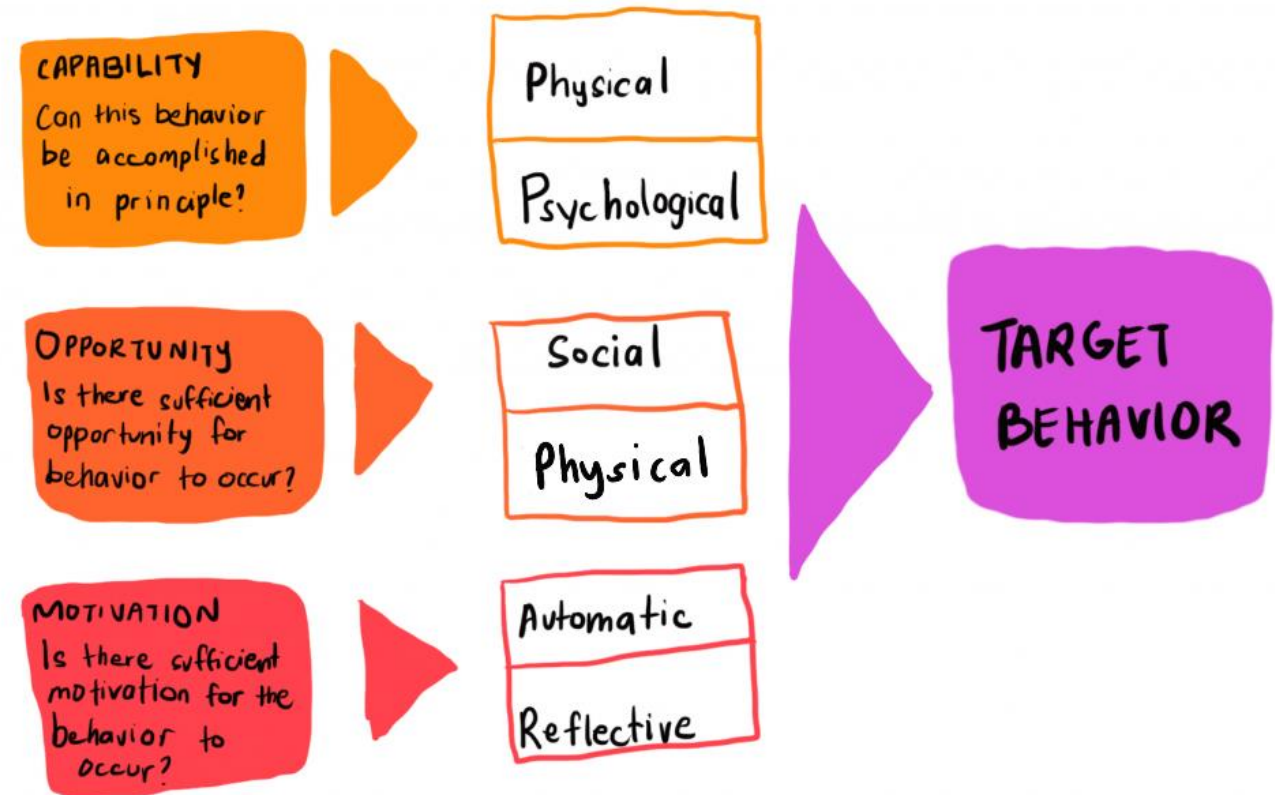 CAPABILITY
Can this behavior
be accomplished
in principle?
Physical
Psychological
OPPORTUNITY
Is there sufficient
opportunity for
behavior to occur?
Social
Physical
MOTIVATION
Is there sufficient
motivation for the
behavior to
occur?
Automatic
Reflective
TARGET
BEHAVIOR